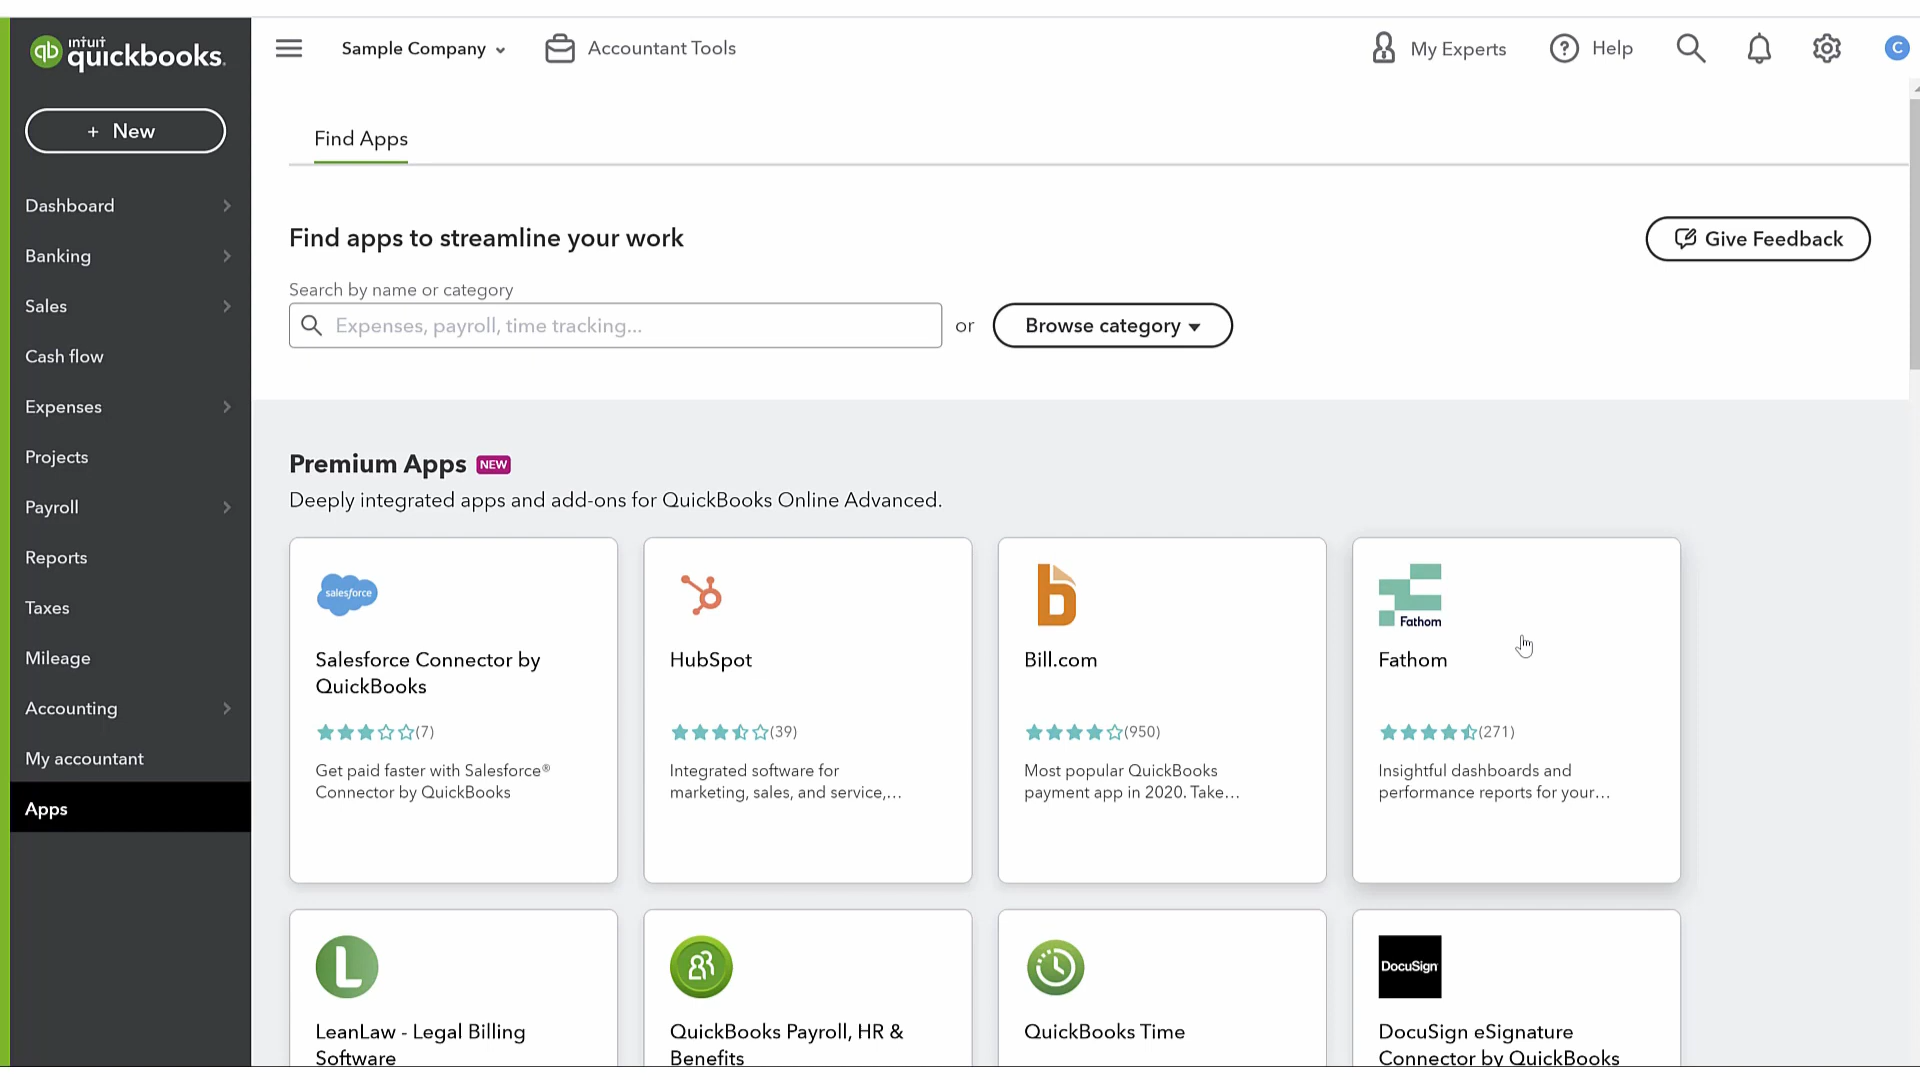 intuit
quickbooks.
Sample Company
Accountant Tools
My Experts
Help
C
+ New
Dashboard
Banking
Sales
Cash flow
Expenses
Projects
Payroll
Reports
Taxes
Mileage
Accounting
My accountant
Apps
Find Apps
Find apps to streamline your work
Give Feedback
Search by name or category
Expenses, payroll, time tracking...
or
Browse category
Premium Apps NEW
Deeply integrated apps and add-ons for QuickBooks Online Advanced.
salesforce
Salesforce Connector by
QuickBooks
(7)
Get paid faster with Salesforce®
Connector by QuickBooks
HubSpot
(39)
Integrated software for
marketing, sales, and service,...
b
Bill.com
(950)
Most popular QuickBooks
payment app in 2020. Take...
Fathom
Fathom
(271)
Insightful dashboards and
performance reports for your...
L
LeanLaw - Legal Billing
Software
QuickBooks Payroll, HR &
Benefits
QuickBooks Time
DocuSign
DocuSign eSignature
Connector by QuickBooks